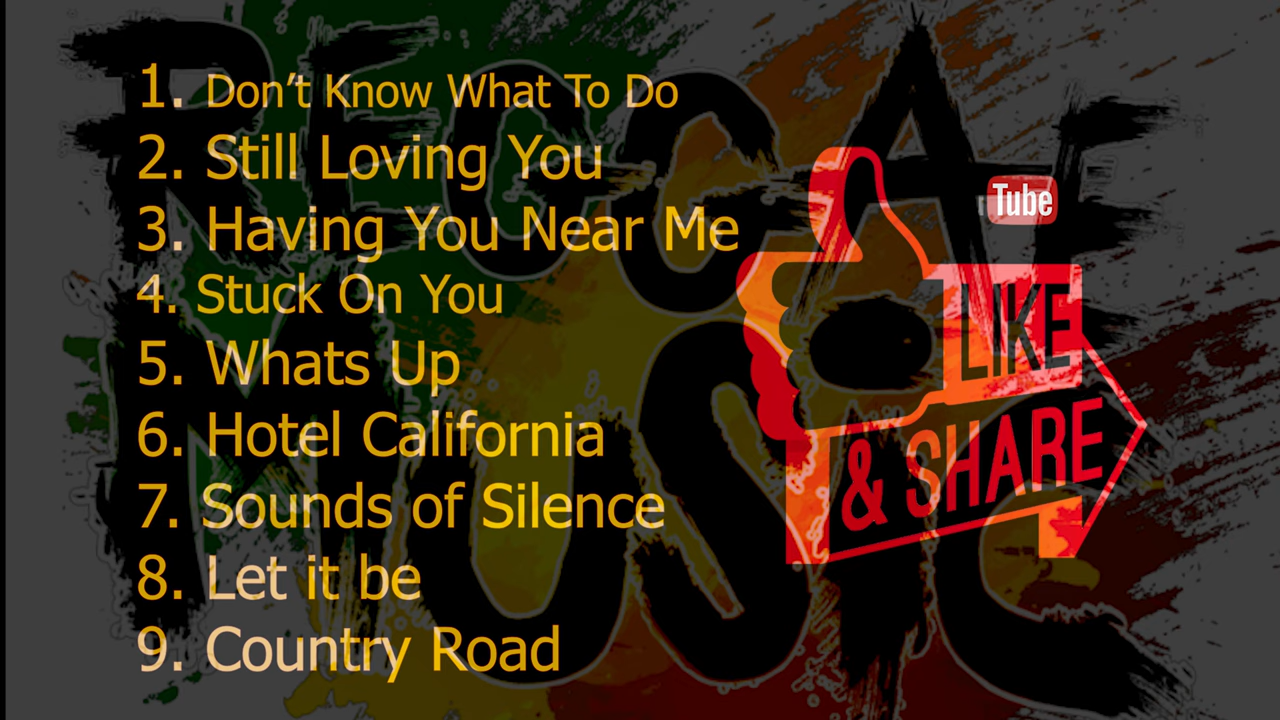 REGGAE
MUSIC
1. Don’t Know What To Do
2. Still Loving You
3. Having You Near Me
4. Stuck On You
5. Whats Up
6. Hotel California
7. Sounds of Silence
8. Let it be
9. Country Road
Tube
LIKE
& SHARE